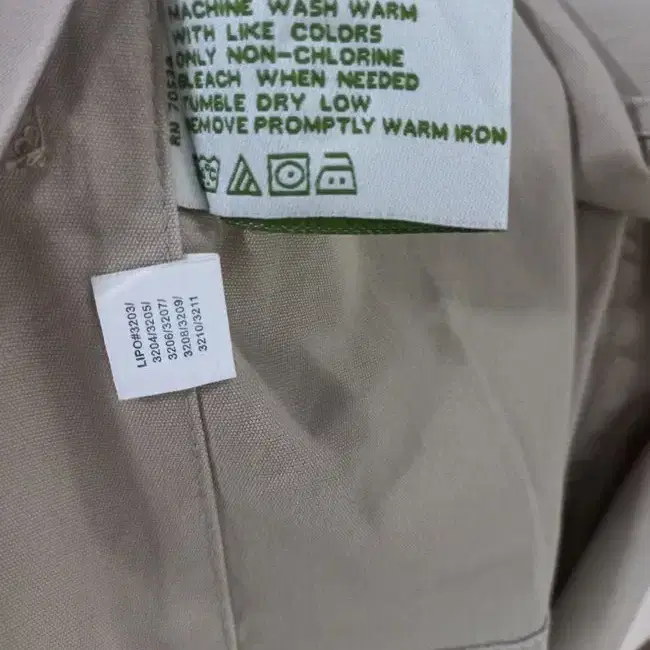 MACHINE WASH WARM
WITH LIKE COLORS
ONLY NON-CHLORINE
BLEACH WHEN NEEDED
TUMBLE DRY LOW
REMOVE PROMPTLY WARM IRON
LIPO#3203/
3204/3205/
3206/3207/
3208/3209/
3210/3211